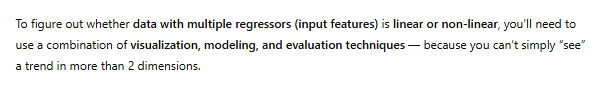 To figure out whether data with multiple regressors (input features) is linear or non-linear, you'll need to
use a combination of visualization, modeling, and evaluation techniques — because you can't simply “see”
a trend in more than 2 dimensions.